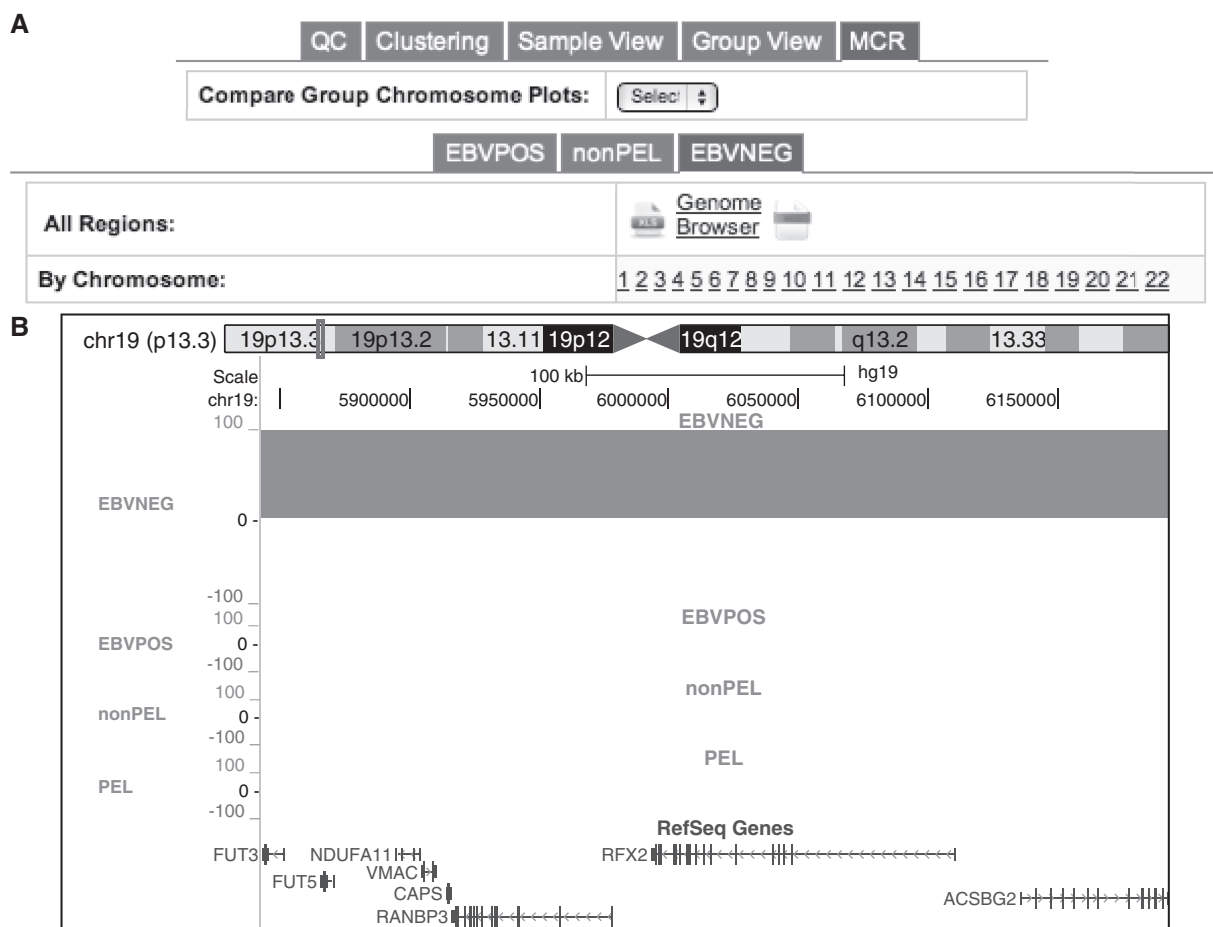 A
QC Clustering Sample View Group View MCR
Compare Group Chromosome Plots: Select
EBVPOS nonPEL EBVNEG
All Regions: XLS Genome Browser
By Chromosome: 1 2 3 4 5 6 7 8 9 10 11 12 13 14 15 16 17 18 19 20 21 22
B
chr19 (p13.3) 19p13.3 19p13.2 13.11 19p12 19q12 q13.2 13.33
Scale 100 kb hg19
chr19: 5900000 5950000 6000000 6050000 6100000 6150000
100 EBVNEG
EBVNEG
0 -
-100
100 EBVPOS
EBVPOS 0 -
-100
100 nonPEL
nonPEL 0 -
-100
100 PEL
PEL 0 -
-100
RefSeq Genes
FUT3 NDUFA11 RFX2
VMAC
FUT5
CAPS ACSBG2
RANBP3